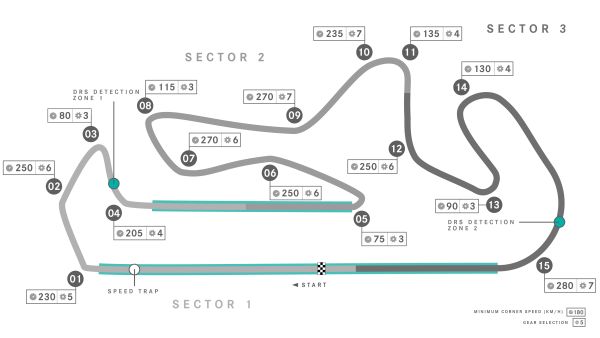 SECTOR 3
235 7
135 4
10
11
SECTOR 2
130 4
14
DRS DETECTION
ZONE 1
115 3
08
270 7
09
80 3
03
270 6
07
12
250 6
250 6
02
06
250 6
90 3
13
04
205 4
05
75 3
DRS DETECTION
ZONE 2
01
230 5
SPEED TRAP
START
15
280 7
SECTOR 1
MINIMUM CORNER SPEED (KM/H) 180
GEAR SELECTION 5